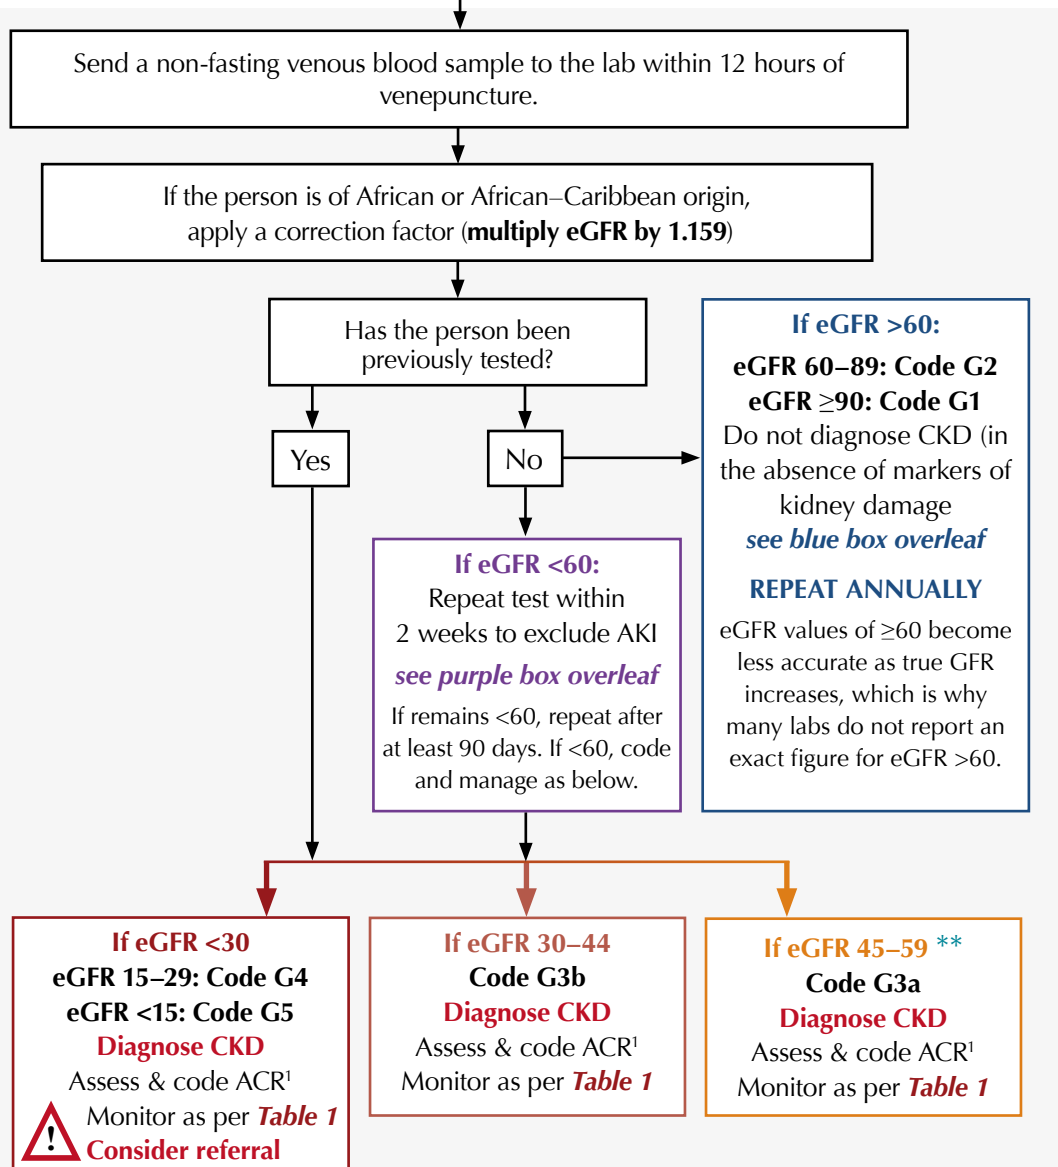 Send a non-fasting venous blood sample to the lab within 12 hours of
venepuncture.
If the person is of African or African–Caribbean origin,
apply a correction factor (multiply eGFR by 1.159)
Has the person been
previously tested?
Yes
No
If eGFR >60:
eGFR 60–89: Code G2
eGFR ≥90: Code G1
Do not diagnose CKD (in
the absence of markers of
kidney damage
see blue box overleaf
REPEAT ANNUALLY
eGFR values of ≥60 become
less accurate as true GFR
increases, which is why
many labs do not report an
exact figure for eGFR >60.
If eGFR <60:
Repeat test within
2 weeks to exclude AKI
see purple box overleaf
If remains <60, repeat after
at least 90 days. If <60, code
and manage as below.
If eGFR <30
eGFR 15–29: Code G4
eGFR <15: Code G5
Diagnose CKD
Assess & code ACR¹
Monitor as per Table 1
! Consider referral
If eGFR 30–44
Code G3b
Diagnose CKD
Assess & code ACR¹
Monitor as per Table 1
If eGFR 45–59 **
Code G3a
Diagnose CKD
Assess & code ACR¹
Monitor as per Table 1